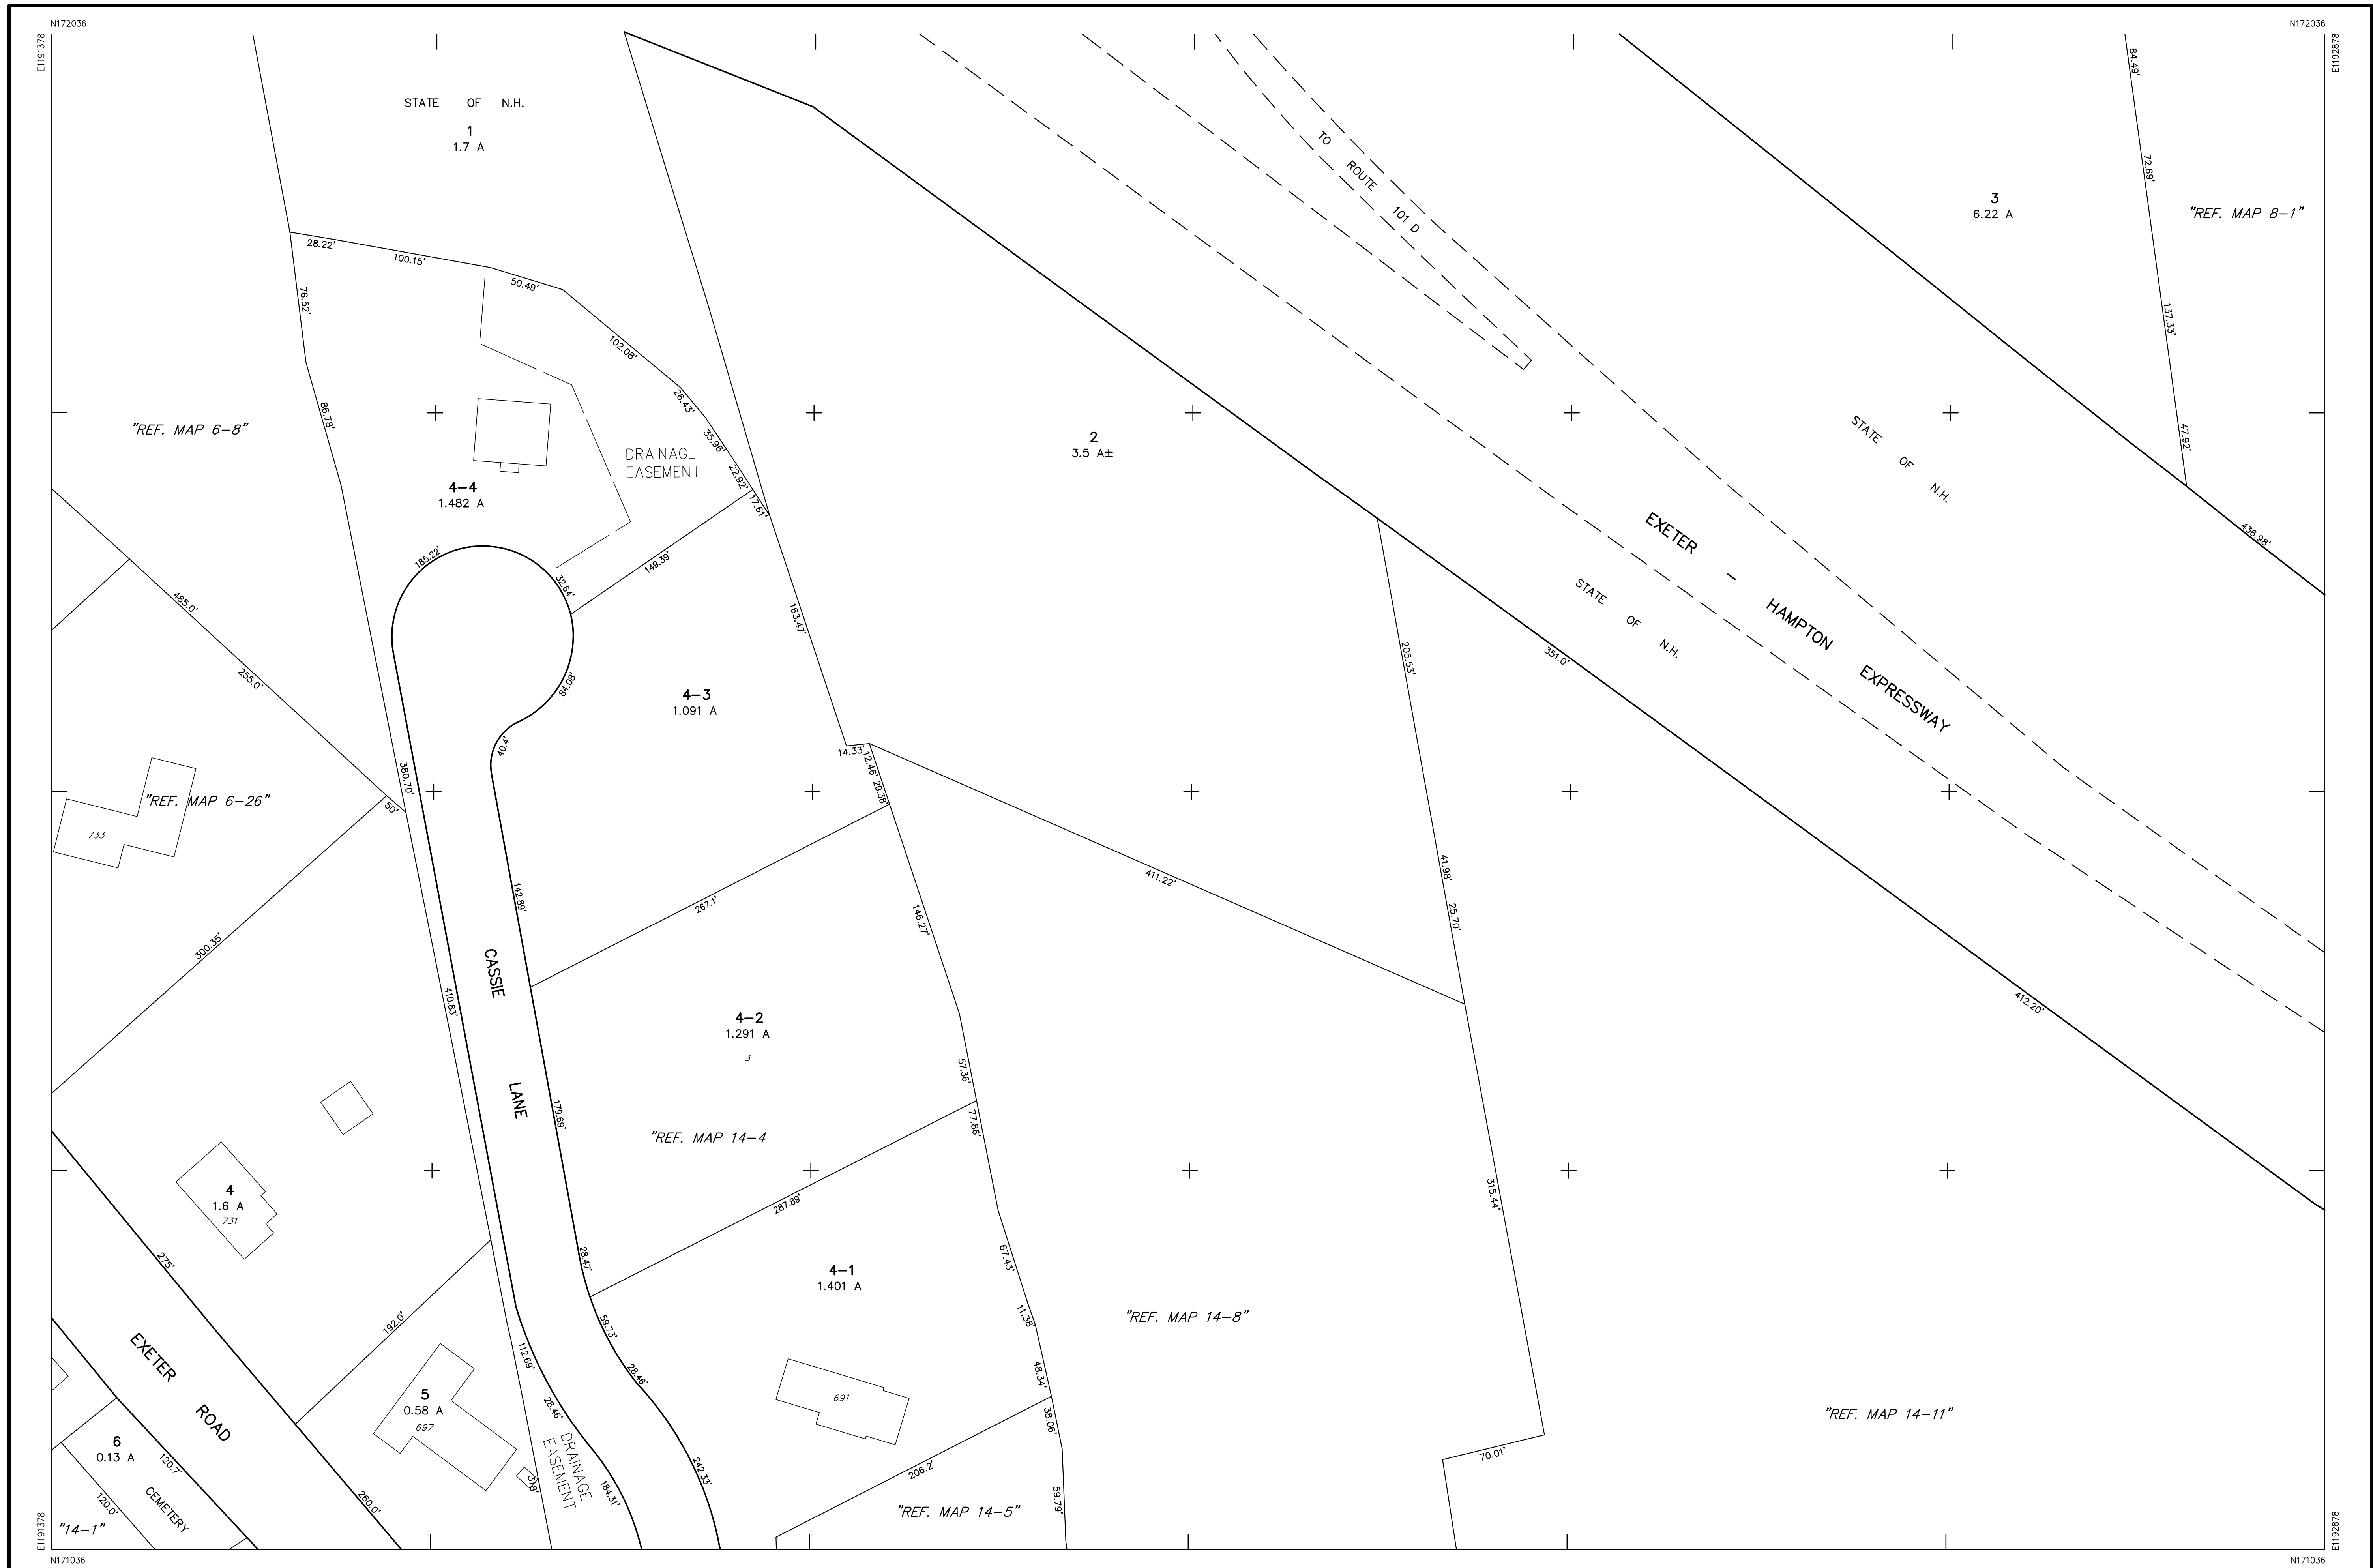 N172036
N172036
E1191378
E1192878
STATE OF N.H.
1
1.7 A
TO ROUTE 101 D
84.49'
72.69'
3
6.22 A
"REF. MAP 8-1"
137.33'
47.92'
436.98'
28.22'
100.15'
50.49'
76.52'
102.08'
26.43'
35.96'
22.92'
17.61'
86.78'
"REF. MAP 6-8"
DRAINAGE
EASEMENT
4-4
1.482 A
2
3.5 A±
STATE OF N.H.
EXETER - HAMPTON EXPRESSWAY
STATE OF N.H.
185.22'
32.64'
149.39'
163.47'
485.0'
255.0'
84.08'
4-3
1.091 A
40.4'
14.33'
12.46'
29.38'
205.53'
351.0'
380.70'
50'
"REF. MAP 6-26"
733
41.98'
25.70'
411.22'
142.89'
267.1'
146.27'
300.35'
410.83'
CASSIE LANE
412.20'
4-2
1.291 A
3
57.36'
77.86'
179.69'
"REF. MAP 14-4
4
1.6 A
731
287.89'
315.44'
275'
28.47'
67.43'
4-1
1.401 A
11.38'
"REF. MAP 14-8"
192.0'
59.73'
112.69'
28.46'
28.46'
48.34'
EXETER ROAD
5
0.58 A
697
691
38.06'
"REF. MAP 14-11"
6
0.13 A
120.7'
CEMETERY
120.0'
260.0'
DRAINAGE
EASEMENT
184.31'
242.33'
206.2'
70.01'
59.79'
"REF. MAP 14-5"
"14-1"
E1191378
E1192878
N171036
N171036